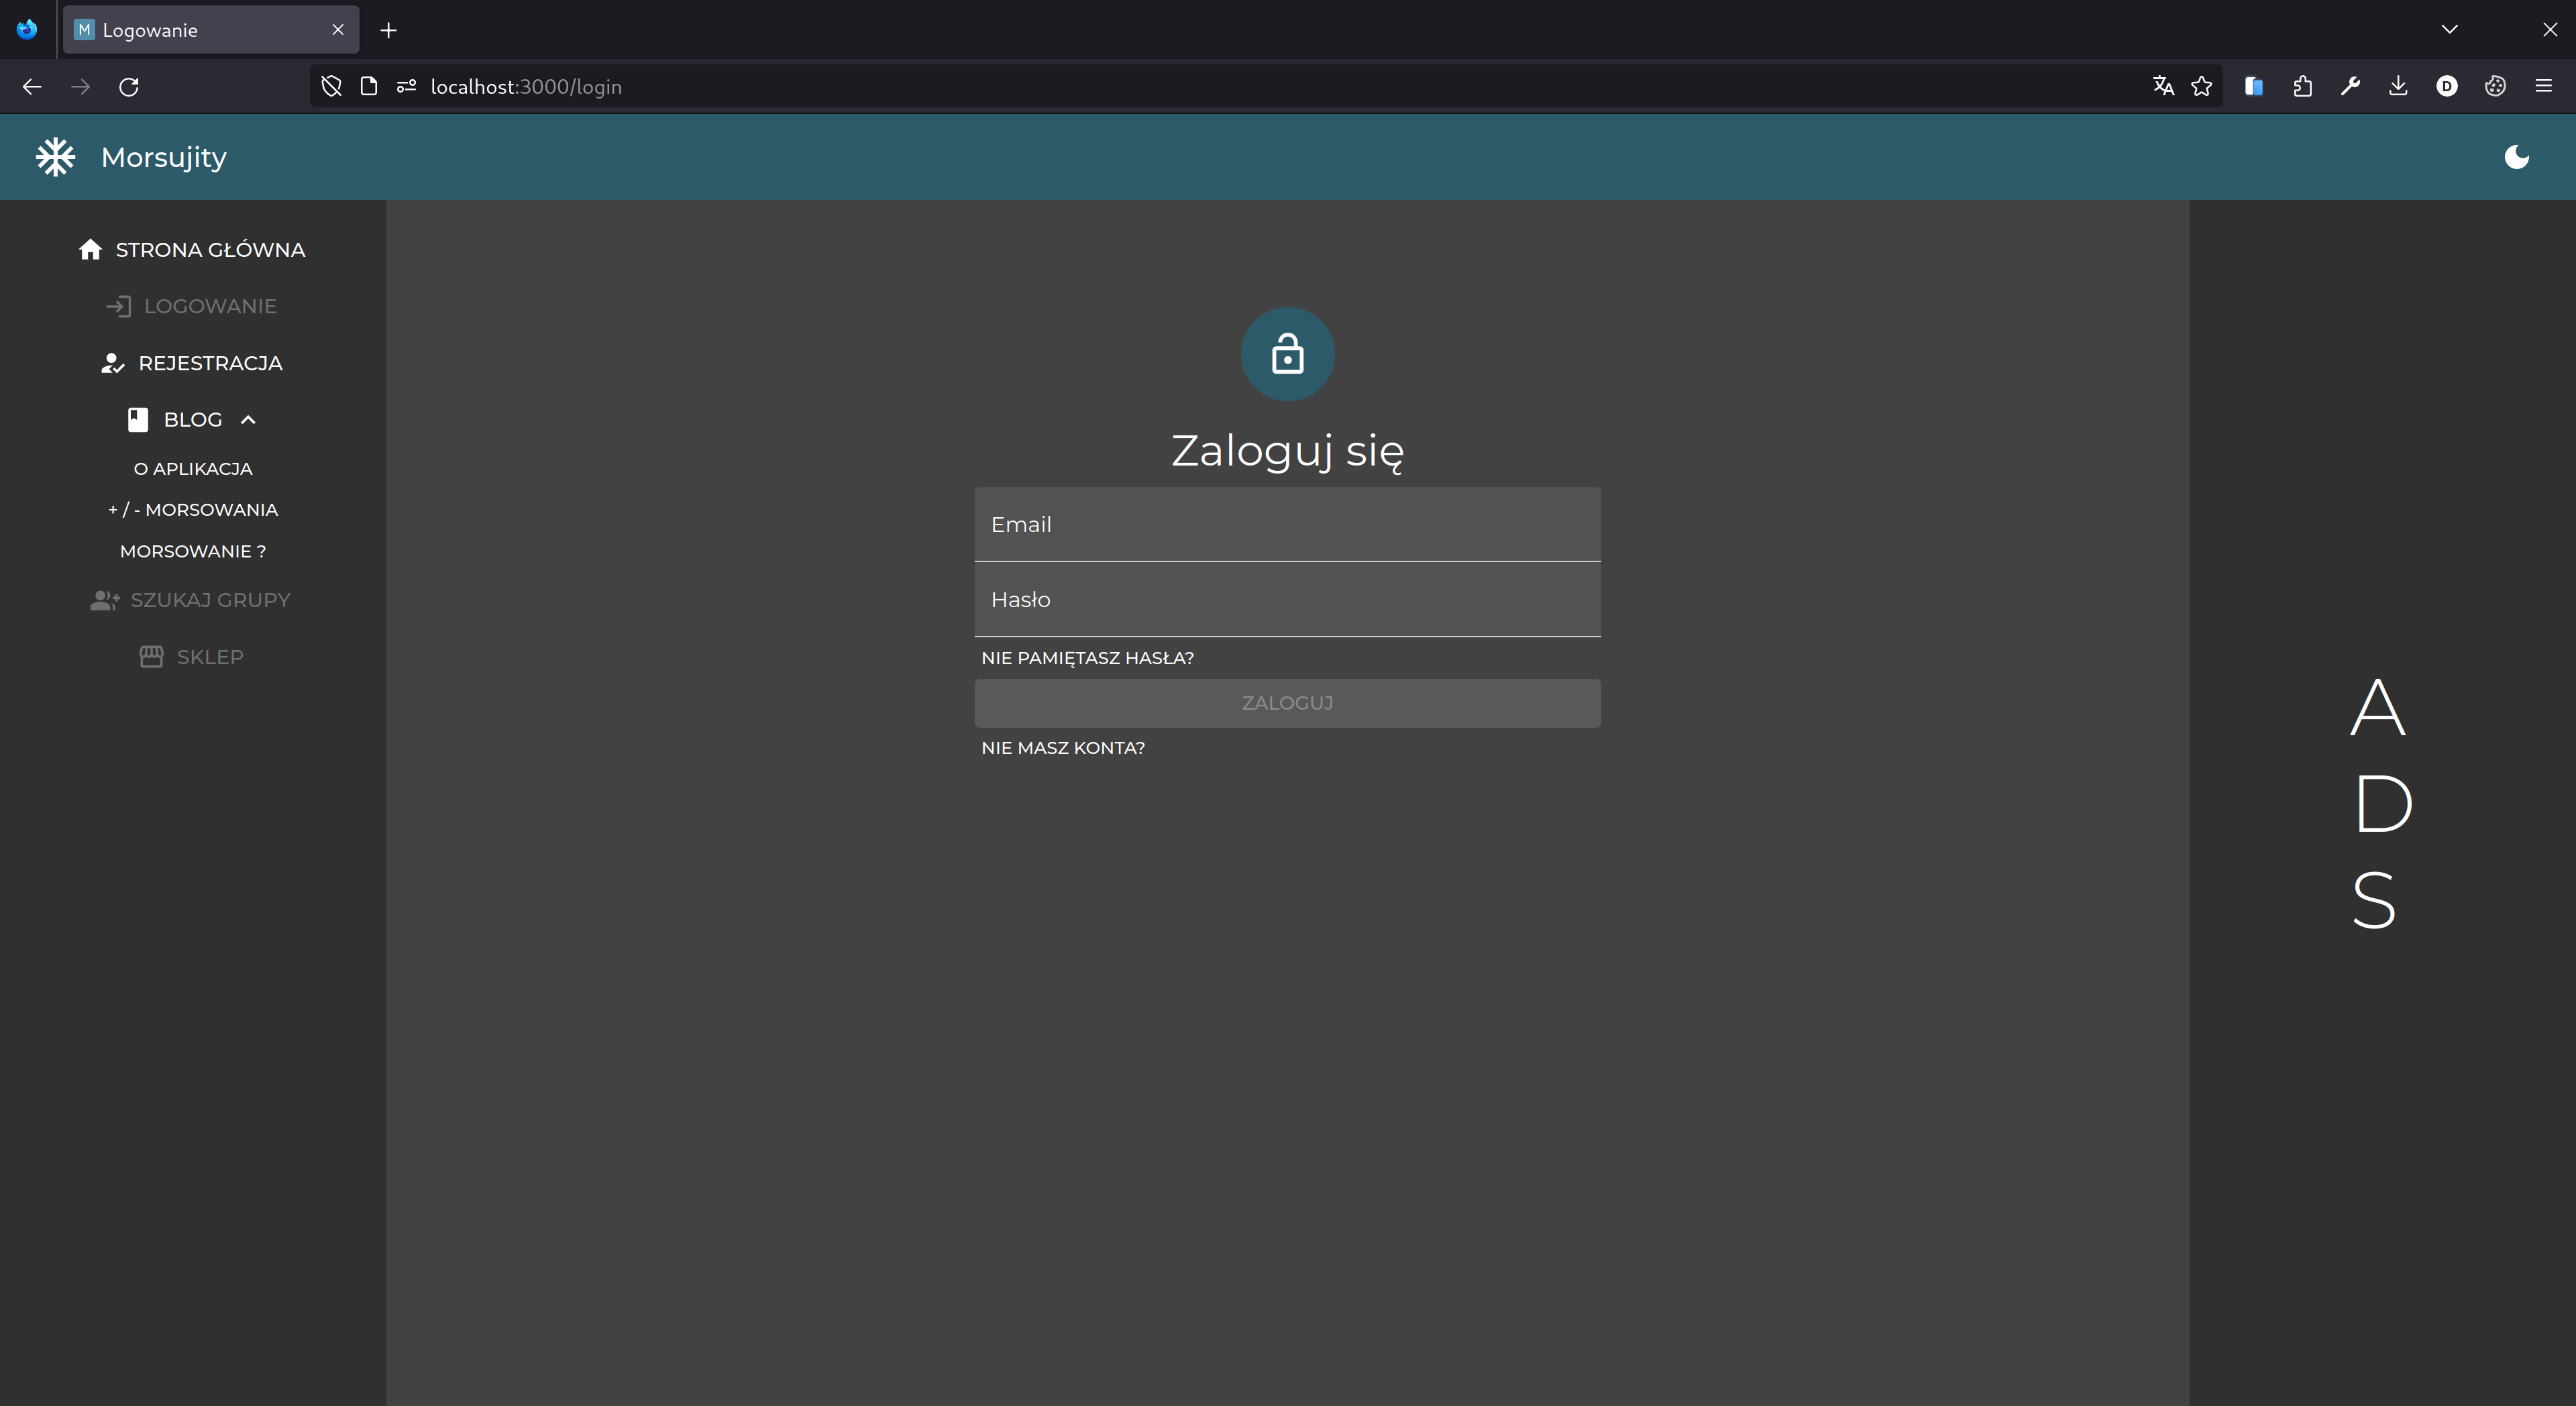 Logowanie
localhost:3000/login
Morsujity
STRONA GŁÓWNA
LOGOWANIE
REJESTRACJA
BLOG
O APLIKACJA
+ / - MORSOWANIA
MORSOWANIE ?
SZUKAJ GRUPY
SKLEP
Zaloguj się
Email
Hasło
NIE PAMIĘTASZ HASŁA?
ZALOGUJ
NIE MASZ KONTA?
A
D
S